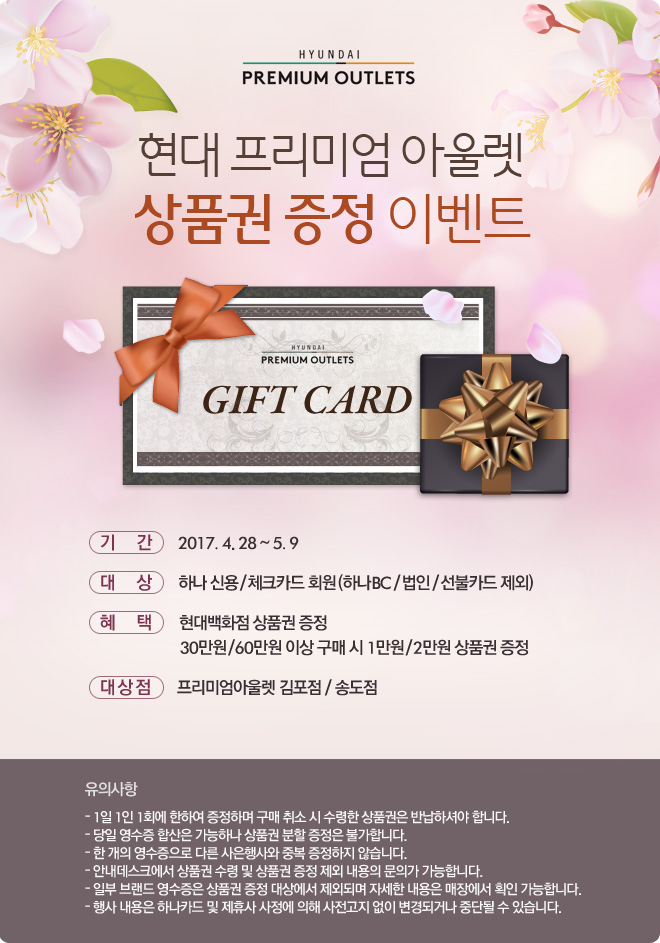 HYUNDAI
PREMIUM OUTLETS
현대 프리미엄 아울렛
상품권 증정 이벤트
HYUNDAI
PREMIUM OUTLETS
GIFT CARD
기 간 2017. 4. 28 ~ 5. 9
대 상 하나 신용/체크카드 회원(하나BC/법인/선불카드 제외)
혜 택 현대백화점 상품권 증정
30만원/60만원 이상 구매 시 1만원/2만원 상품권 증정
대상점 프리미엄아울렛 김포점 / 송도점
유의사항
- 1일 1인 1회에 한하여 증정하며 구매 취소 시 수령한 상품권은 반납하셔야 합니다.
- 당일 영수증 합산은 가능하나 상품권 분할 증정은 불가합니다.
- 한 개의 영수증으로 다른 사은행사와 중복 증정하지 않습니다.
- 안내데스크에서 상품권 수령 및 상품권 증정 제외 내용의 문의가 가능합니다.
- 일부 브랜드 영수증은 상품권 증정 대상에서 제외되며 자세한 내용은 매장에서 확인 가능합니다.
- 행사 내용은 하나카드 및 제휴사 사정에 의해 사전고지 없이 변경되거나 중단될 수 있습니다.